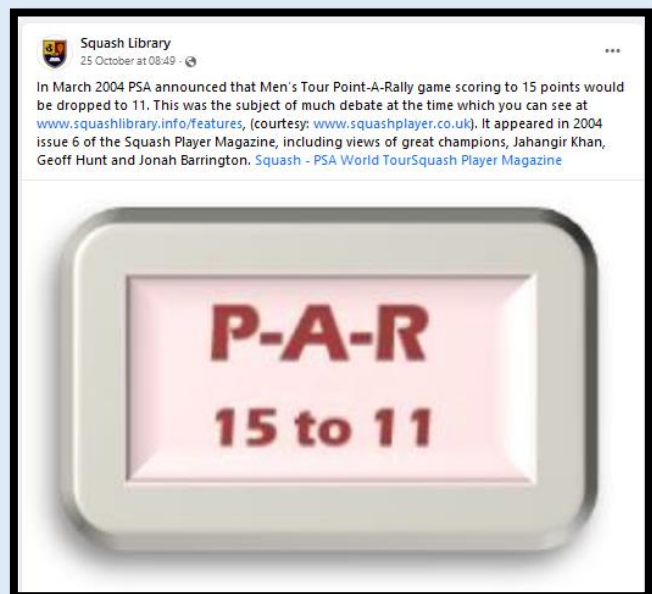 Squash Library
25 October at 08:49 ·
In March 2004 PSA announced that Men's Tour Point-A-Rally game scoring to 15 points would
be dropped to 11. This was the subject of much debate at the time which you can see at
www.squashlibrary.info/features, (courtesy: www.squashplayer.co.uk). It appeared in 2004
issue 6 of the Squash Player Magazine, including views of great champions, Jahangir Khan,
Geoff Hunt and Jonah Barrington. Squash - PSA World TourSquash Player Magazine
P-A-R
15 to 11